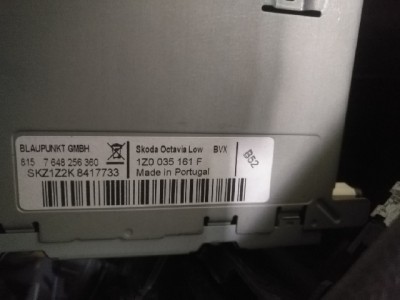 BLAUPUNKT GMBH
815 7 648 256 360
SKZ1Z2K 8417733
Skoda Octavia Low BVX
1Z0 035 161 F
Made in Portugal
B52